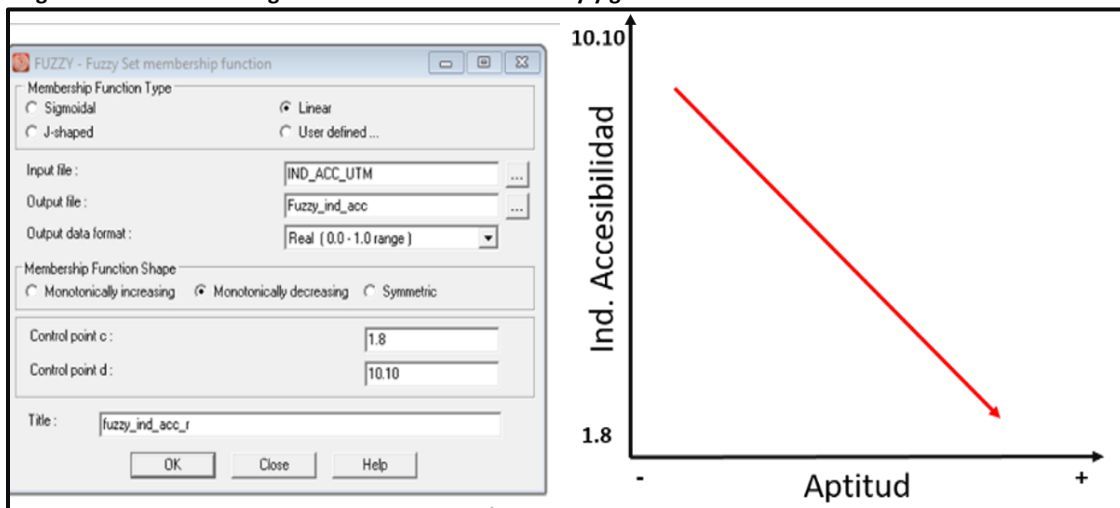 FUZZY - Fuzzy Set membership function
Membership Function Type
Sigmoidal
Linear
J-shaped
User defined ...
Input file :
IND_ACC_UTM
...
Output file :
Fuzzy_ind_acc
...
Output data format :
Real ( 0.0 - 1.0 range )
Membership Function Shape
Monotonically increasing
Monotonically decreasing
Symmetric
Control point c :
1.8
Control point d :
10.10
Title :
fuzzy_ind_acc_r
OK
Close
Help
10.10
Ind. Accesibilidad
1.8
-
Aptitud
+